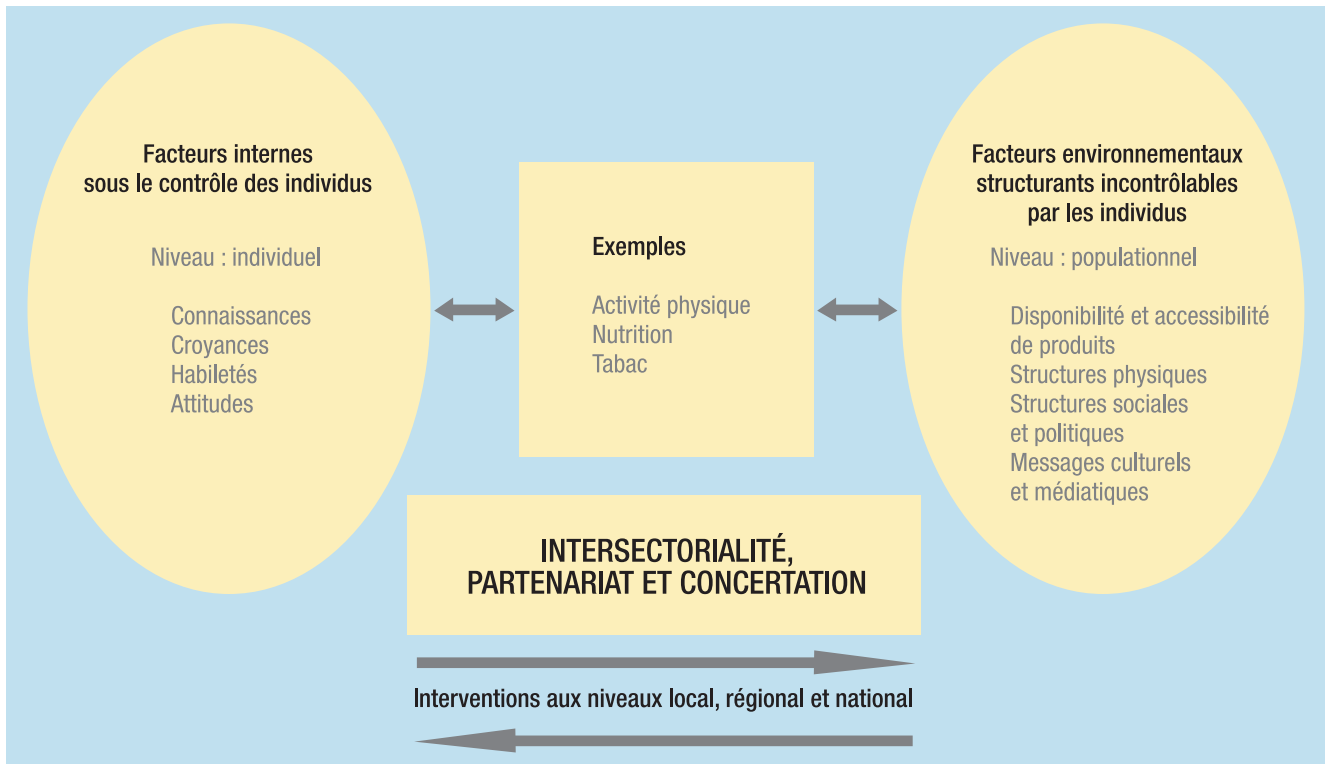 Facteurs internes
sous le contrôle des individus
Niveau : individuel
Connaissances
Croyances
Habiletés
Attitudes
Exemples
Activité physique
Nutrition
Tabac
Facteurs environnementaux
structurants incontrôlables
par les individus
Niveau : populationnel
Disponibilité et accessibilité
de produits
Structures physiques
Structures sociales
et politiques
Messages culturels
et médiatiques
INTERSECTORIALITÉ,
PARTENARIAT ET CONCERTATION
Interventions aux niveaux local, régional et national